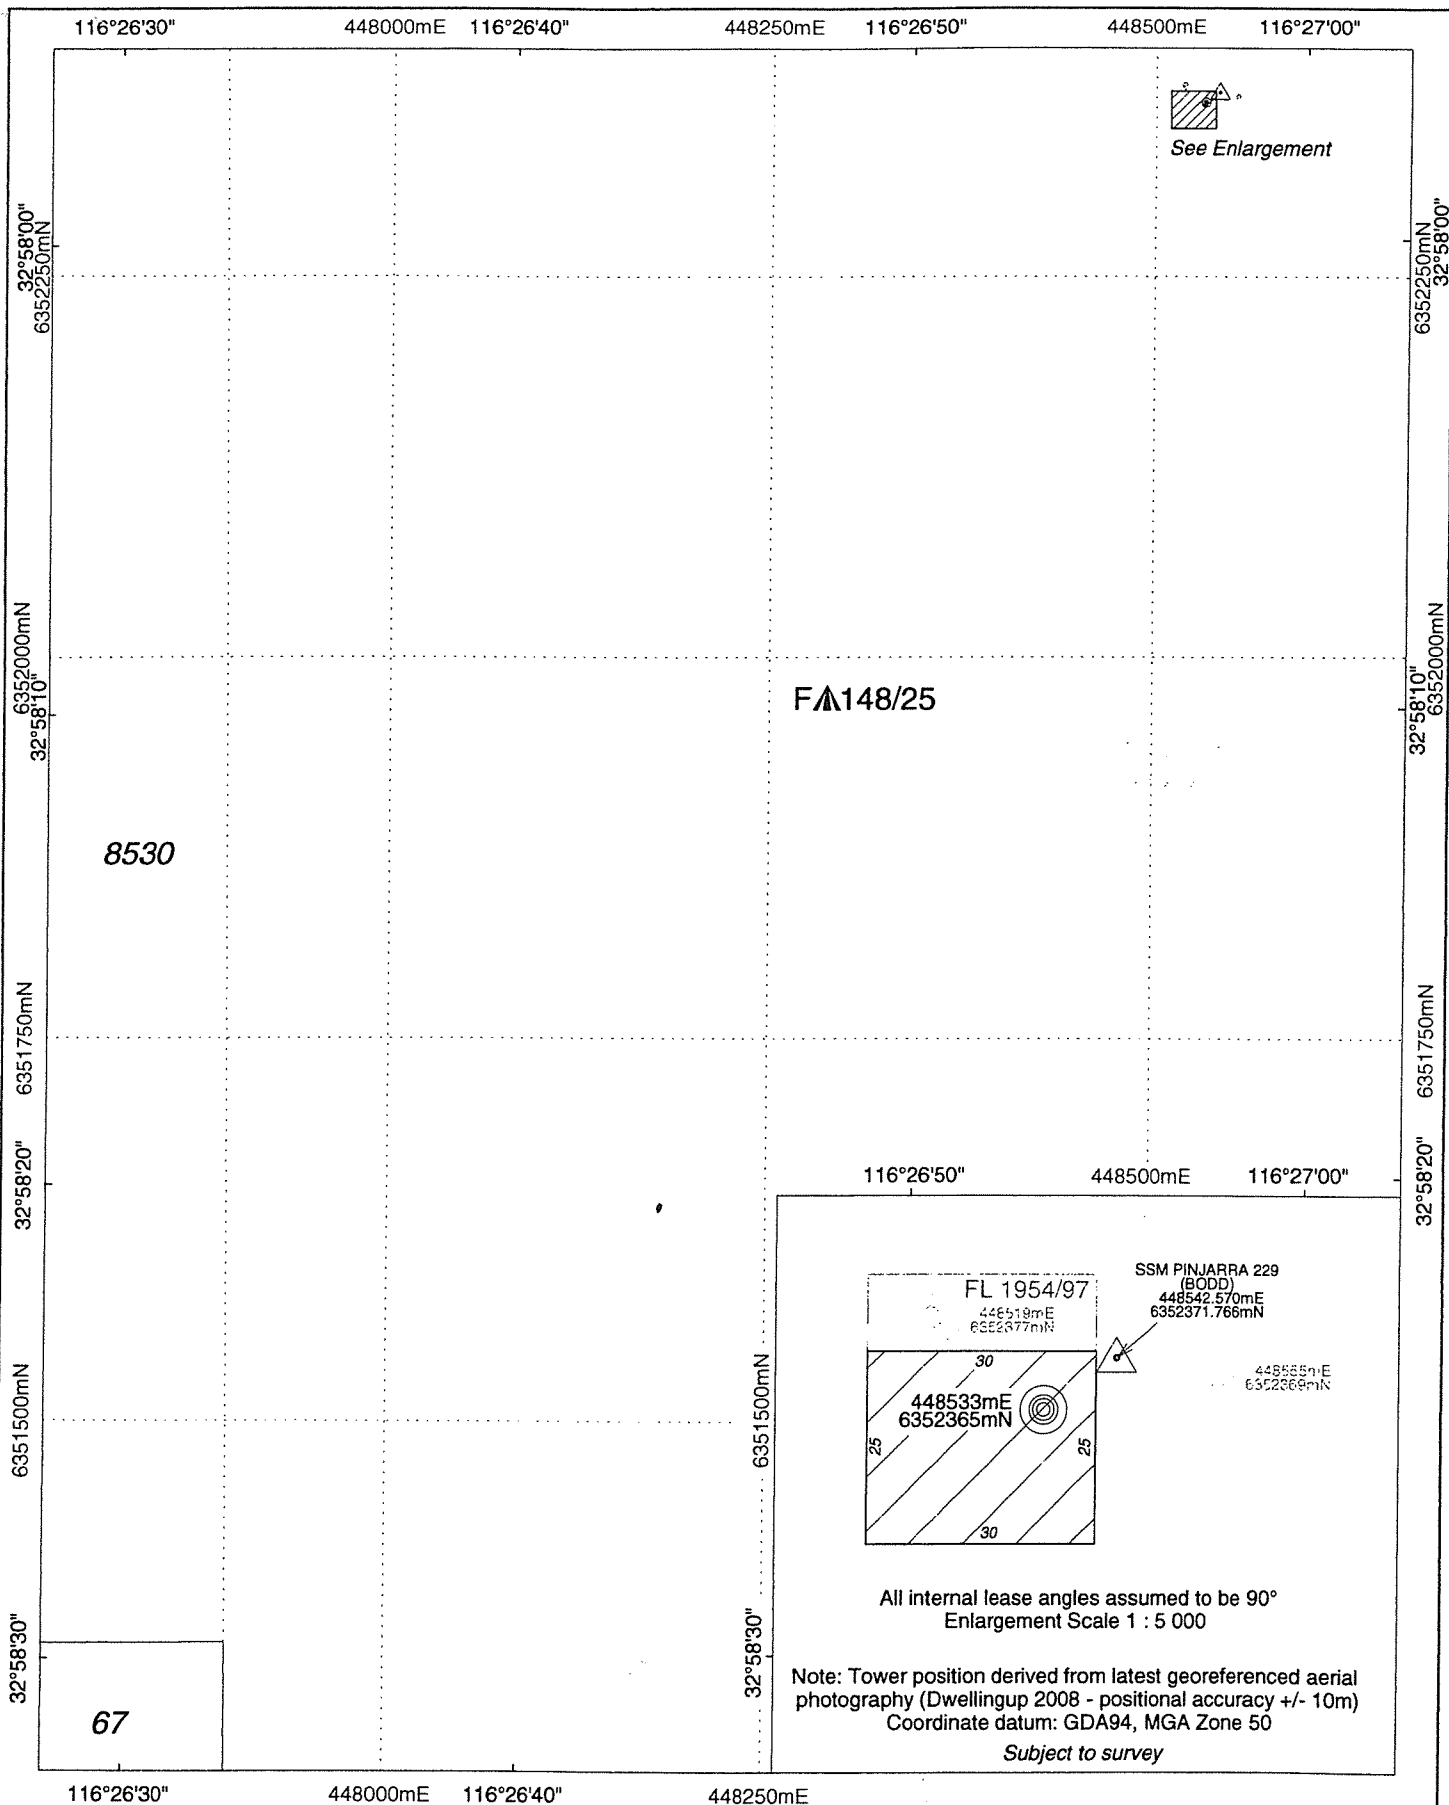 116°26'30" 448000mE 116°26'40" 448250mE 116°26'50" 448500mE 116°27'00"
See Enlargement
32°58'00"
6352250mN
6352250mN
32°58'00"
6352000mN
32°58'10"
32°58'10"
6352000mN
F 148/25
8530
6351750mN
6351750mN
32°58'20"
32°58'20"
116°26'50" 448500mE 116°27'00"
SSM PINJARRA 229
(BODD)
448542.570mE
6352371.766mN
FL 1954/97
448519mE
6352377mN
30
448533mE
6352365mN
25
25
30
6352369mN
6351500mN
6351500mN
All internal lease angles assumed to be 90°
Enlargement Scale 1 : 5 000
32°58'30"
32°58'30"
Note: Tower position derived from latest georeferenced aerial
photography (Dwellingup 2008 - positional accuracy +/- 10m)
Coordinate datum: GDA94, MGA Zone 50
Subject to survey
67
116°26'30" 448000mE 116°26'40" 448250mE